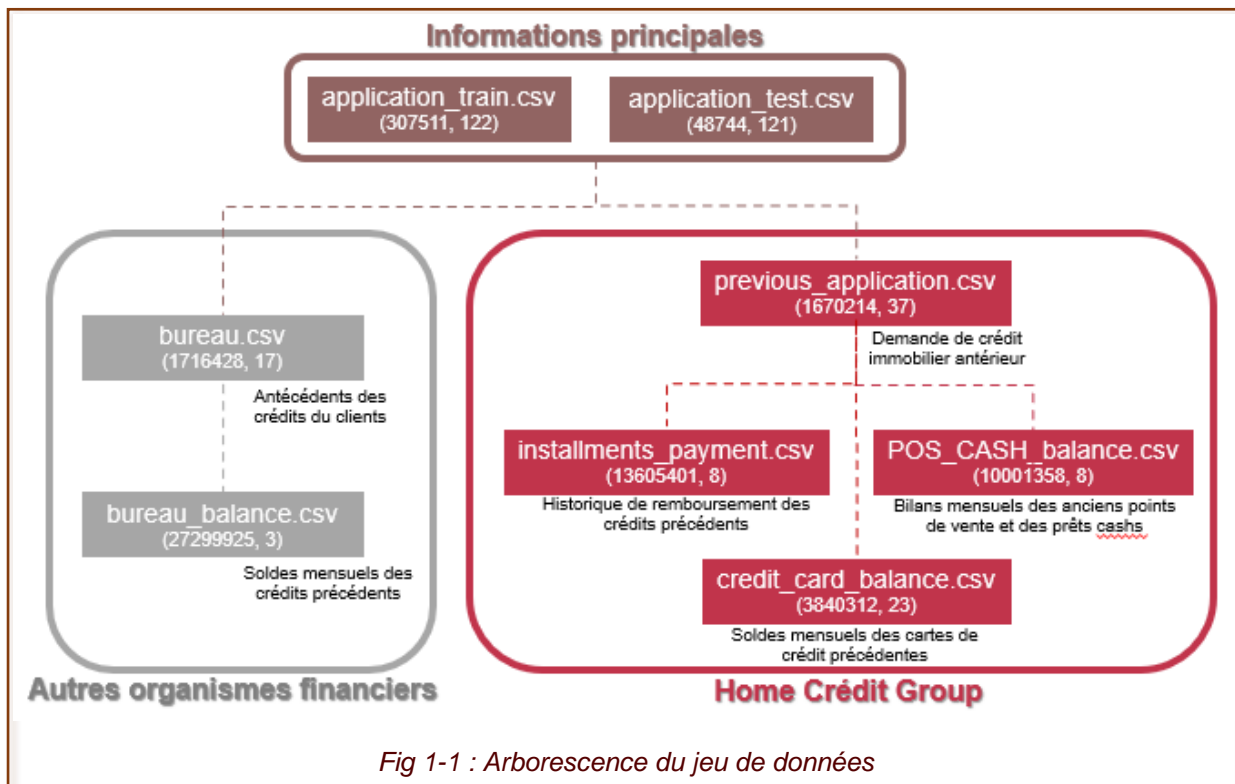 Informations principales
application_train.csv
(307511, 122)
application_test.csv
(48744, 121)
bureau.csv
(1716428, 17)
Antécédents des
crédits du clients
bureau_balance.csv
(27299925, 3)
Soldes mensuels des
crédits précédents
Autres organismes financiers
previous_application.csv
(1670214, 37)
Demande de crédit
immobilier antérieur
installments_payment.csv
(13605401, 8)
Historique de remboursement des
crédits précédents
POS_CASH_balance.csv
(10001358, 8)
Bilans mensuels des anciens points
de vente et des prêts cashs
credit_card_balance.csv
(3840312, 23)
Soldes mensuels des cartes de
crédit précédentes
Home Crédit Group
Fig 1-1 : Arborescence du jeu de données